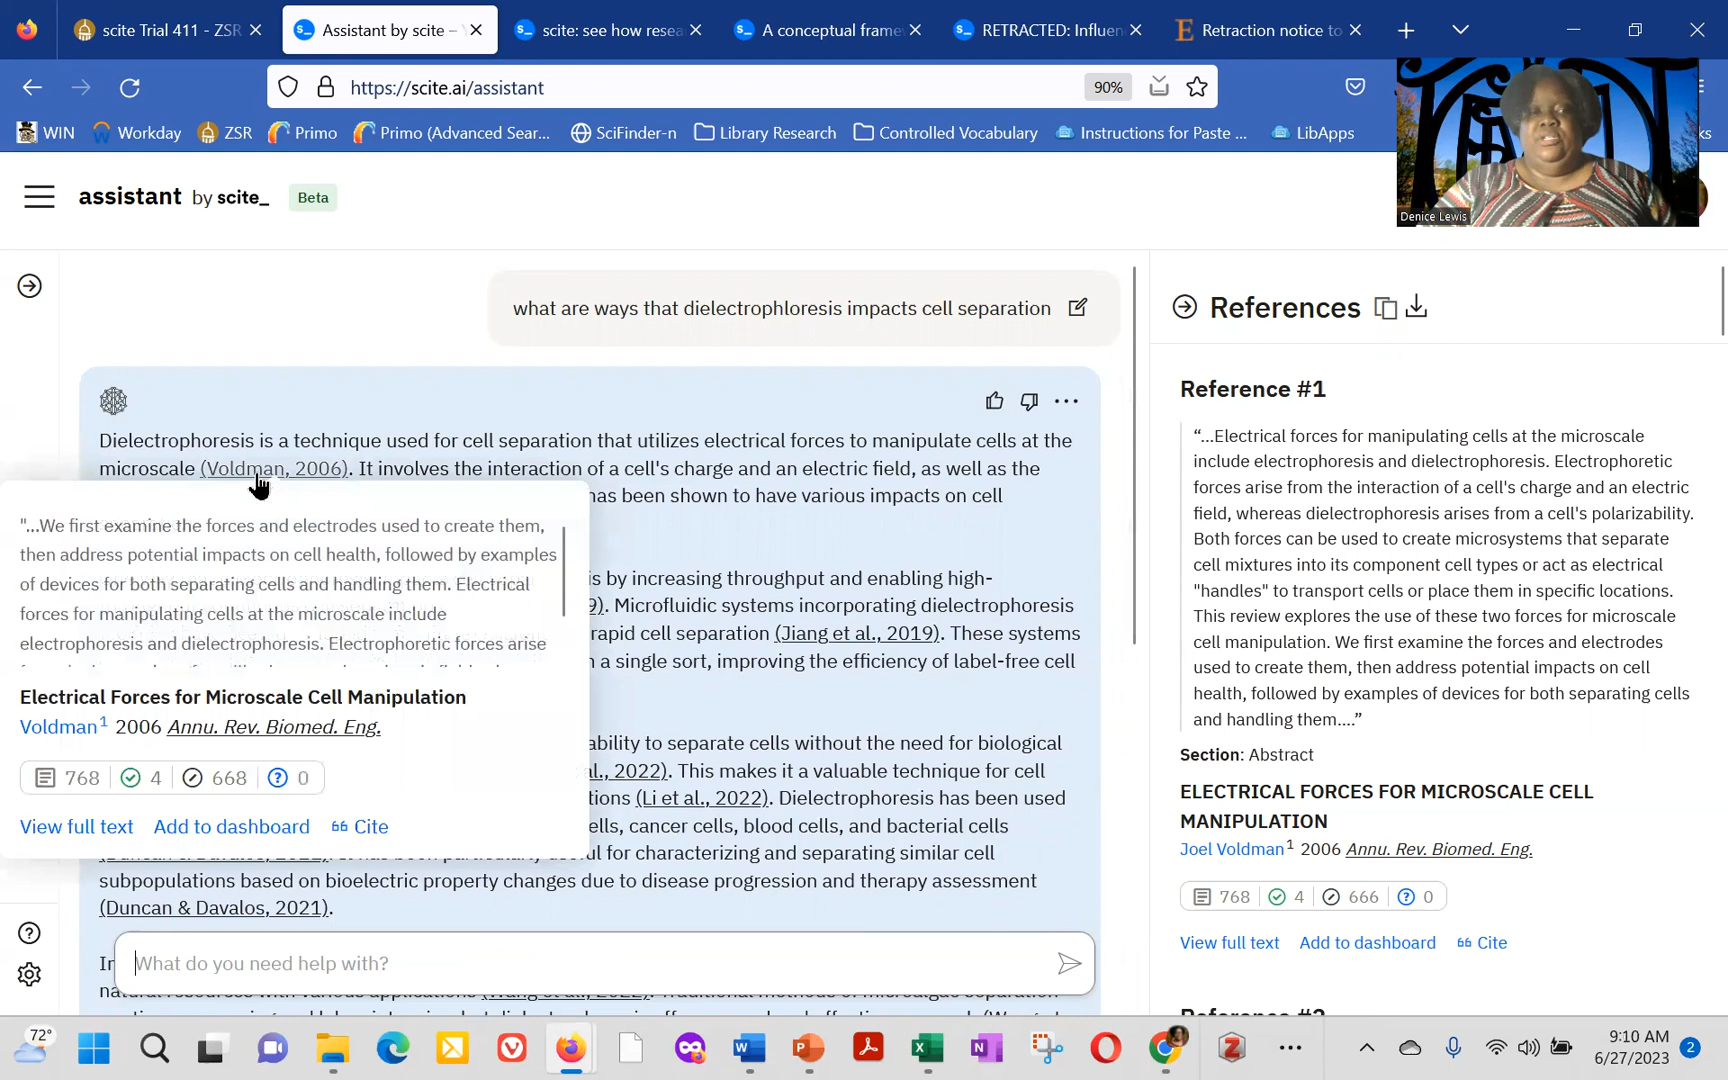 scite Trial 411 - ZSR
Assistant by scite –
scite: see how resea
A conceptual frame
RETRACTED: Influen
Retraction notice to
https://scite.ai/assistant
90%
WIN
Workday
ZSR
Primo
Primo (Advanced Sear...
SciFinder-n
Library Research
Controlled Vocabulary
Instructions for Paste ...
LibApps
ks
Denice Lewis
assistant by scite_
Beta
what are ways that dielectrophloresis impacts cell separation
Dielectrophoresis is a technique used for cell separation that utilizes electrical forces to manipulate cells at the
microscale (Voldman, 2006). It involves the interaction of a cell's charge and an electric field, as well as the
has been shown to have various impacts on cell
is by increasing throughput and enabling high-
9). Microfluidic systems incorporating dielectrophoresis
rapid cell separation (Jiang et al., 2019). These systems
n a single sort, improving the efficiency of label-free cell
ability to separate cells without the need for biological
al., 2022). This makes it a valuable technique for cell
tions (Li et al., 2022). Dielectrophoresis has been used
ells, cancer cells, blood cells, and bacterial cells
ul for characterizing and separating similar cell
subpopulations based on bioelectric property changes due to disease progression and therapy assessment
(Duncan & Davalos, 2021).
In
What do you need help with?
"...We first examine the forces and electrodes used to create them,
then address potential impacts on cell health, followed by examples
of devices for both separating cells and handling them. Electrical
forces for manipulating cells at the microscale include
electrophoresis and dielectrophoresis. Electrophoretic forces arise
Electrical Forces for Microscale Cell Manipulation
Voldman1 2006 Annu. Rev. Biomed. Eng.
768 4 668 0
View full text Add to dashboard Cite
References
Reference #1
“...Electrical forces for manipulating cells at the microscale
include electrophoresis and dielectrophoresis. Electrophoretic
forces arise from the interaction of a cell's charge and an electric
field, whereas dielectrophoresis arises from a cell's polarizability.
Both forces can be used to create microsystems that separate
cell mixtures into its component cell types or act as electrical
"handles" to transport cells or place them in specific locations.
This review explores the use of these two forces for microscale
cell manipulation. We first examine the forces and electrodes
used to create them, then address potential impacts on cell
health, followed by examples of devices for both separating cells
and handling them....”
Section: Abstract
ELECTRICAL FORCES FOR MICROSCALE CELL
MANIPULATION
Joel Voldman1 2006 Annu. Rev. Biomed. Eng.
768 4 666 0
View full text Add to dashboard Cite
Reference #2
72°
9:10 AM
6/27/2023
2